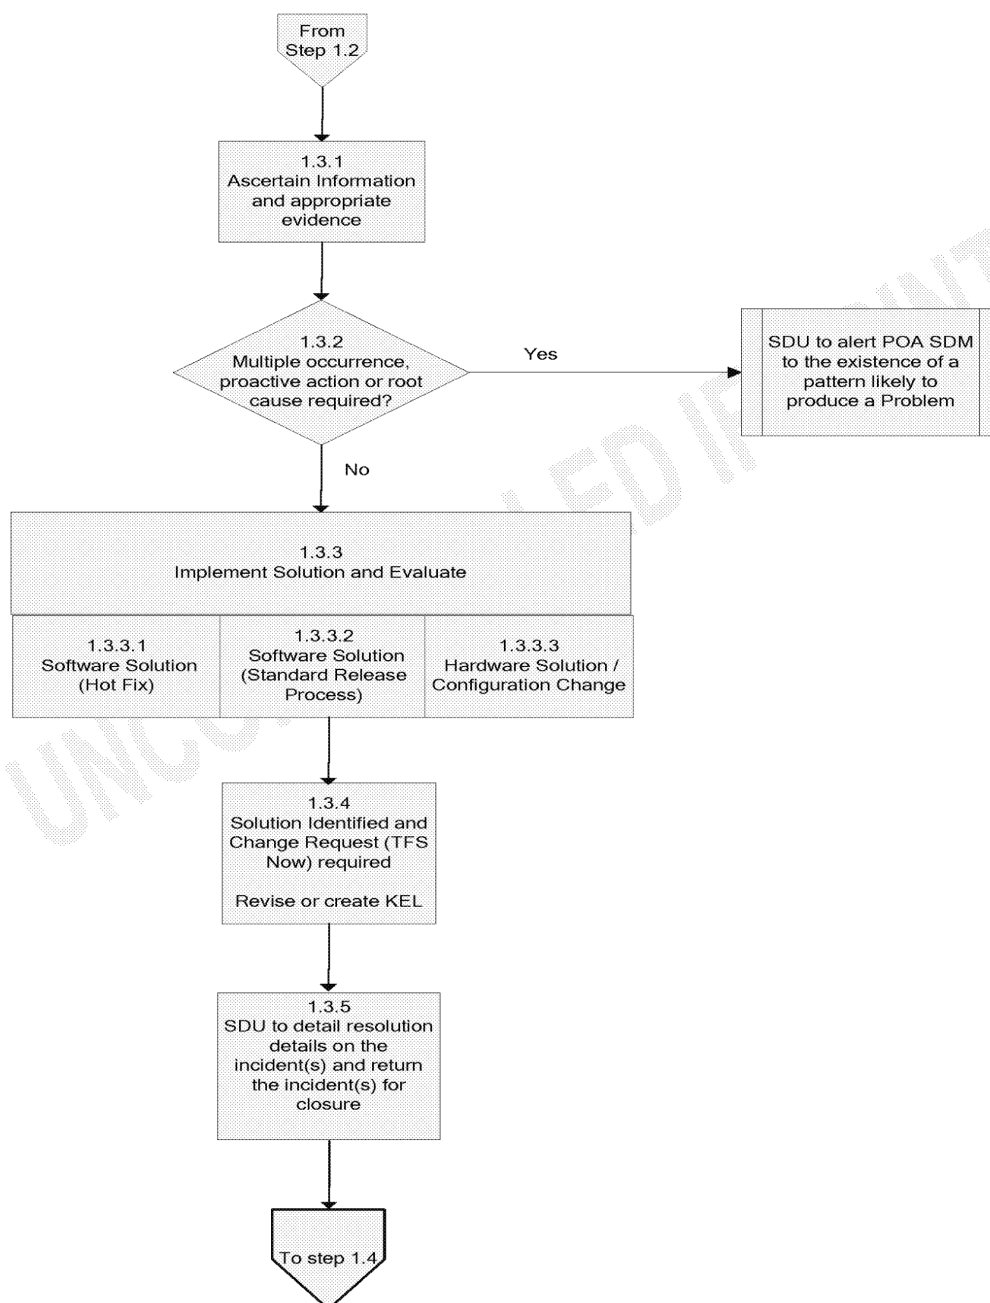 From
Step 1.2
1.3.1
Ascertain Information
and appropriate
evidence
1.3.2
Multiple occurrence,
proactive action or root
cause required?
Yes
SDU to alert POA SDM
to the existence of a
pattern likely to
produce a Problem
No
1.3.3
Implement Solution and Evaluate
1.3.3.1
Software Solution
(Hot Fix)
1.3.3.2
Software Solution
(Standard Release
Process)
1.3.3.3
Hardware Solution /
Configuration Change
1.3.4
Solution Identified and
Change Request (TFS
Now) required
Revise or create KEL
1.3.5
SDU to detail resolution
details on the
incident(s) and return
the incident(s) for
closure
To step 1.4